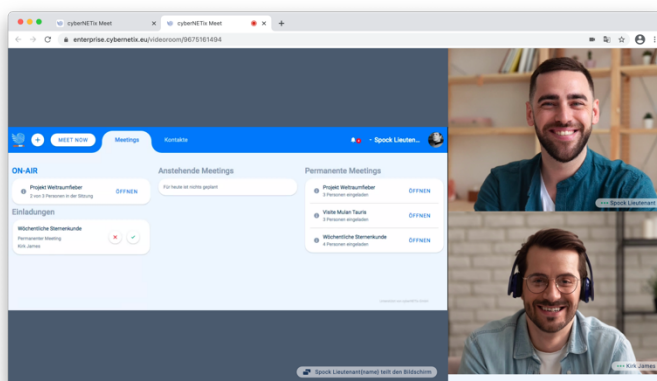 cyberNETix Meet
cyberNETix Meet
enterprise.cybernetix.eu/videoroom/9675161494
MEET NOW
Meetings
Kontakte
Spock Lieuten...
ON-AIR
Projekt Weltraumfieber
2 von 3 Personen in der Sitzung
ÖFFNEN
Einladungen
Wöchentliche Sternenkunde
Permanenter Meeting
Kirk James
Anstehende Meetings
Für heute ist nichts geplant
Permanente Meetings
Projekt Weltraumfieber
3 Personen eingeladen
ÖFFNEN
Visite Mulan Tauris
3 Personen eingeladen
ÖFFNEN
Wöchentliche Sternenkunde
4 Personen eingeladen
ÖFFNEN
Spock Lieutenant
Kirk James
Spock Lieutenant{name} teilt den Bildschirm